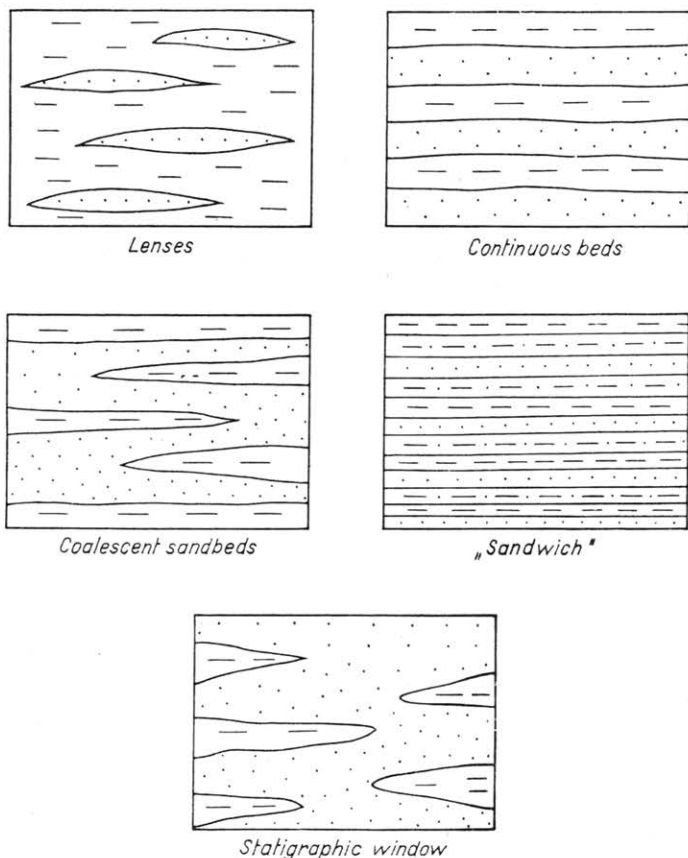 Lenses
Continuous beds
Coalescent sandbeds
„Sandwich"
Statigraphic window